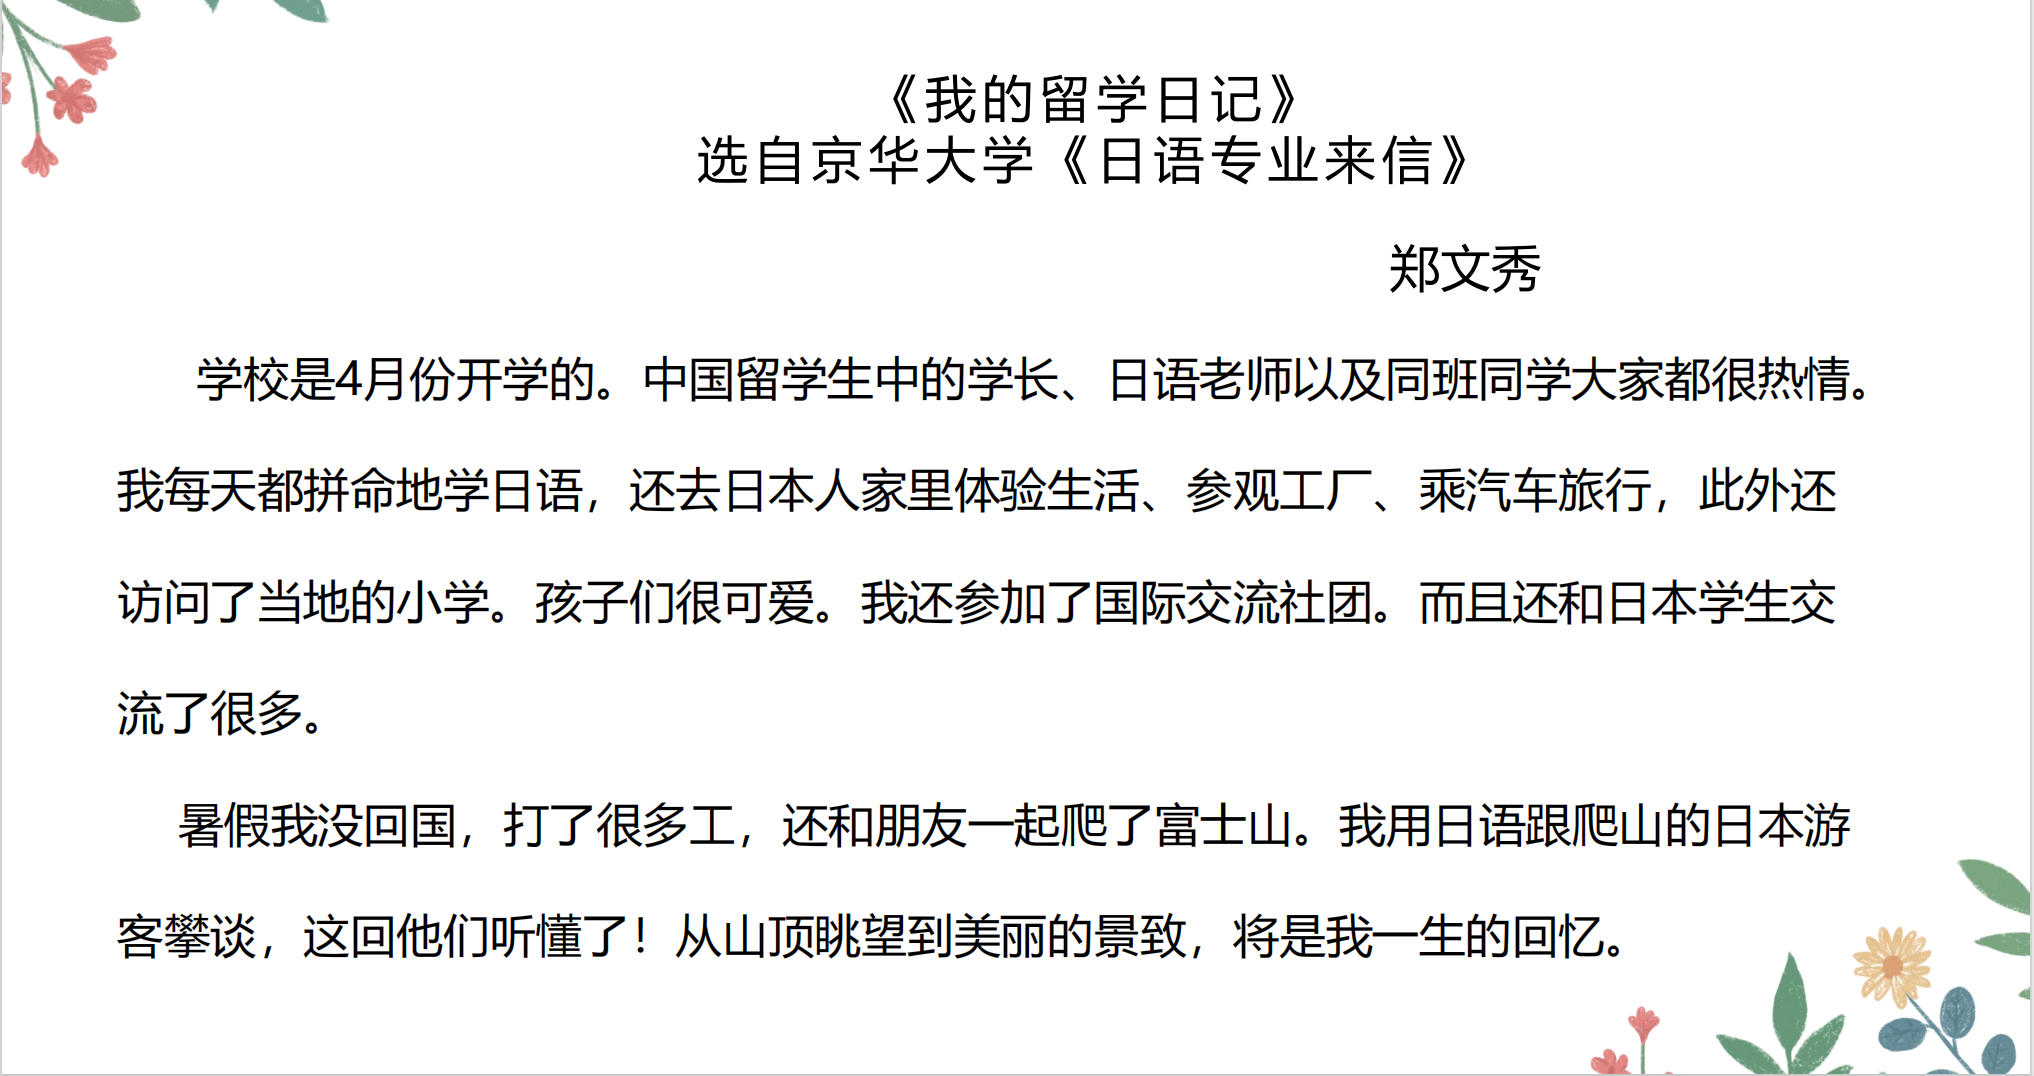 《我的留学日记》
选自京华大学《日语专业来信》
郑文秀
学校是4月份开学的。中国留学生中的学长、日语老师以及同班同学大家都很热情。
我每天都拼命地学日语，还去日本人家里体验生活、参观工厂、乘汽车旅行，此外还
访问了当地的小学。孩子们很可爱。我还参加了国际交流社团。而且还和日本学生交
流了很多。
暑假我没回国，打了很多工，还和朋友一起爬了富士山。我用日语跟爬山的日本游
客攀谈，这回他们听懂了！从山顶眺望到美丽的景致，将是我一生的回忆。